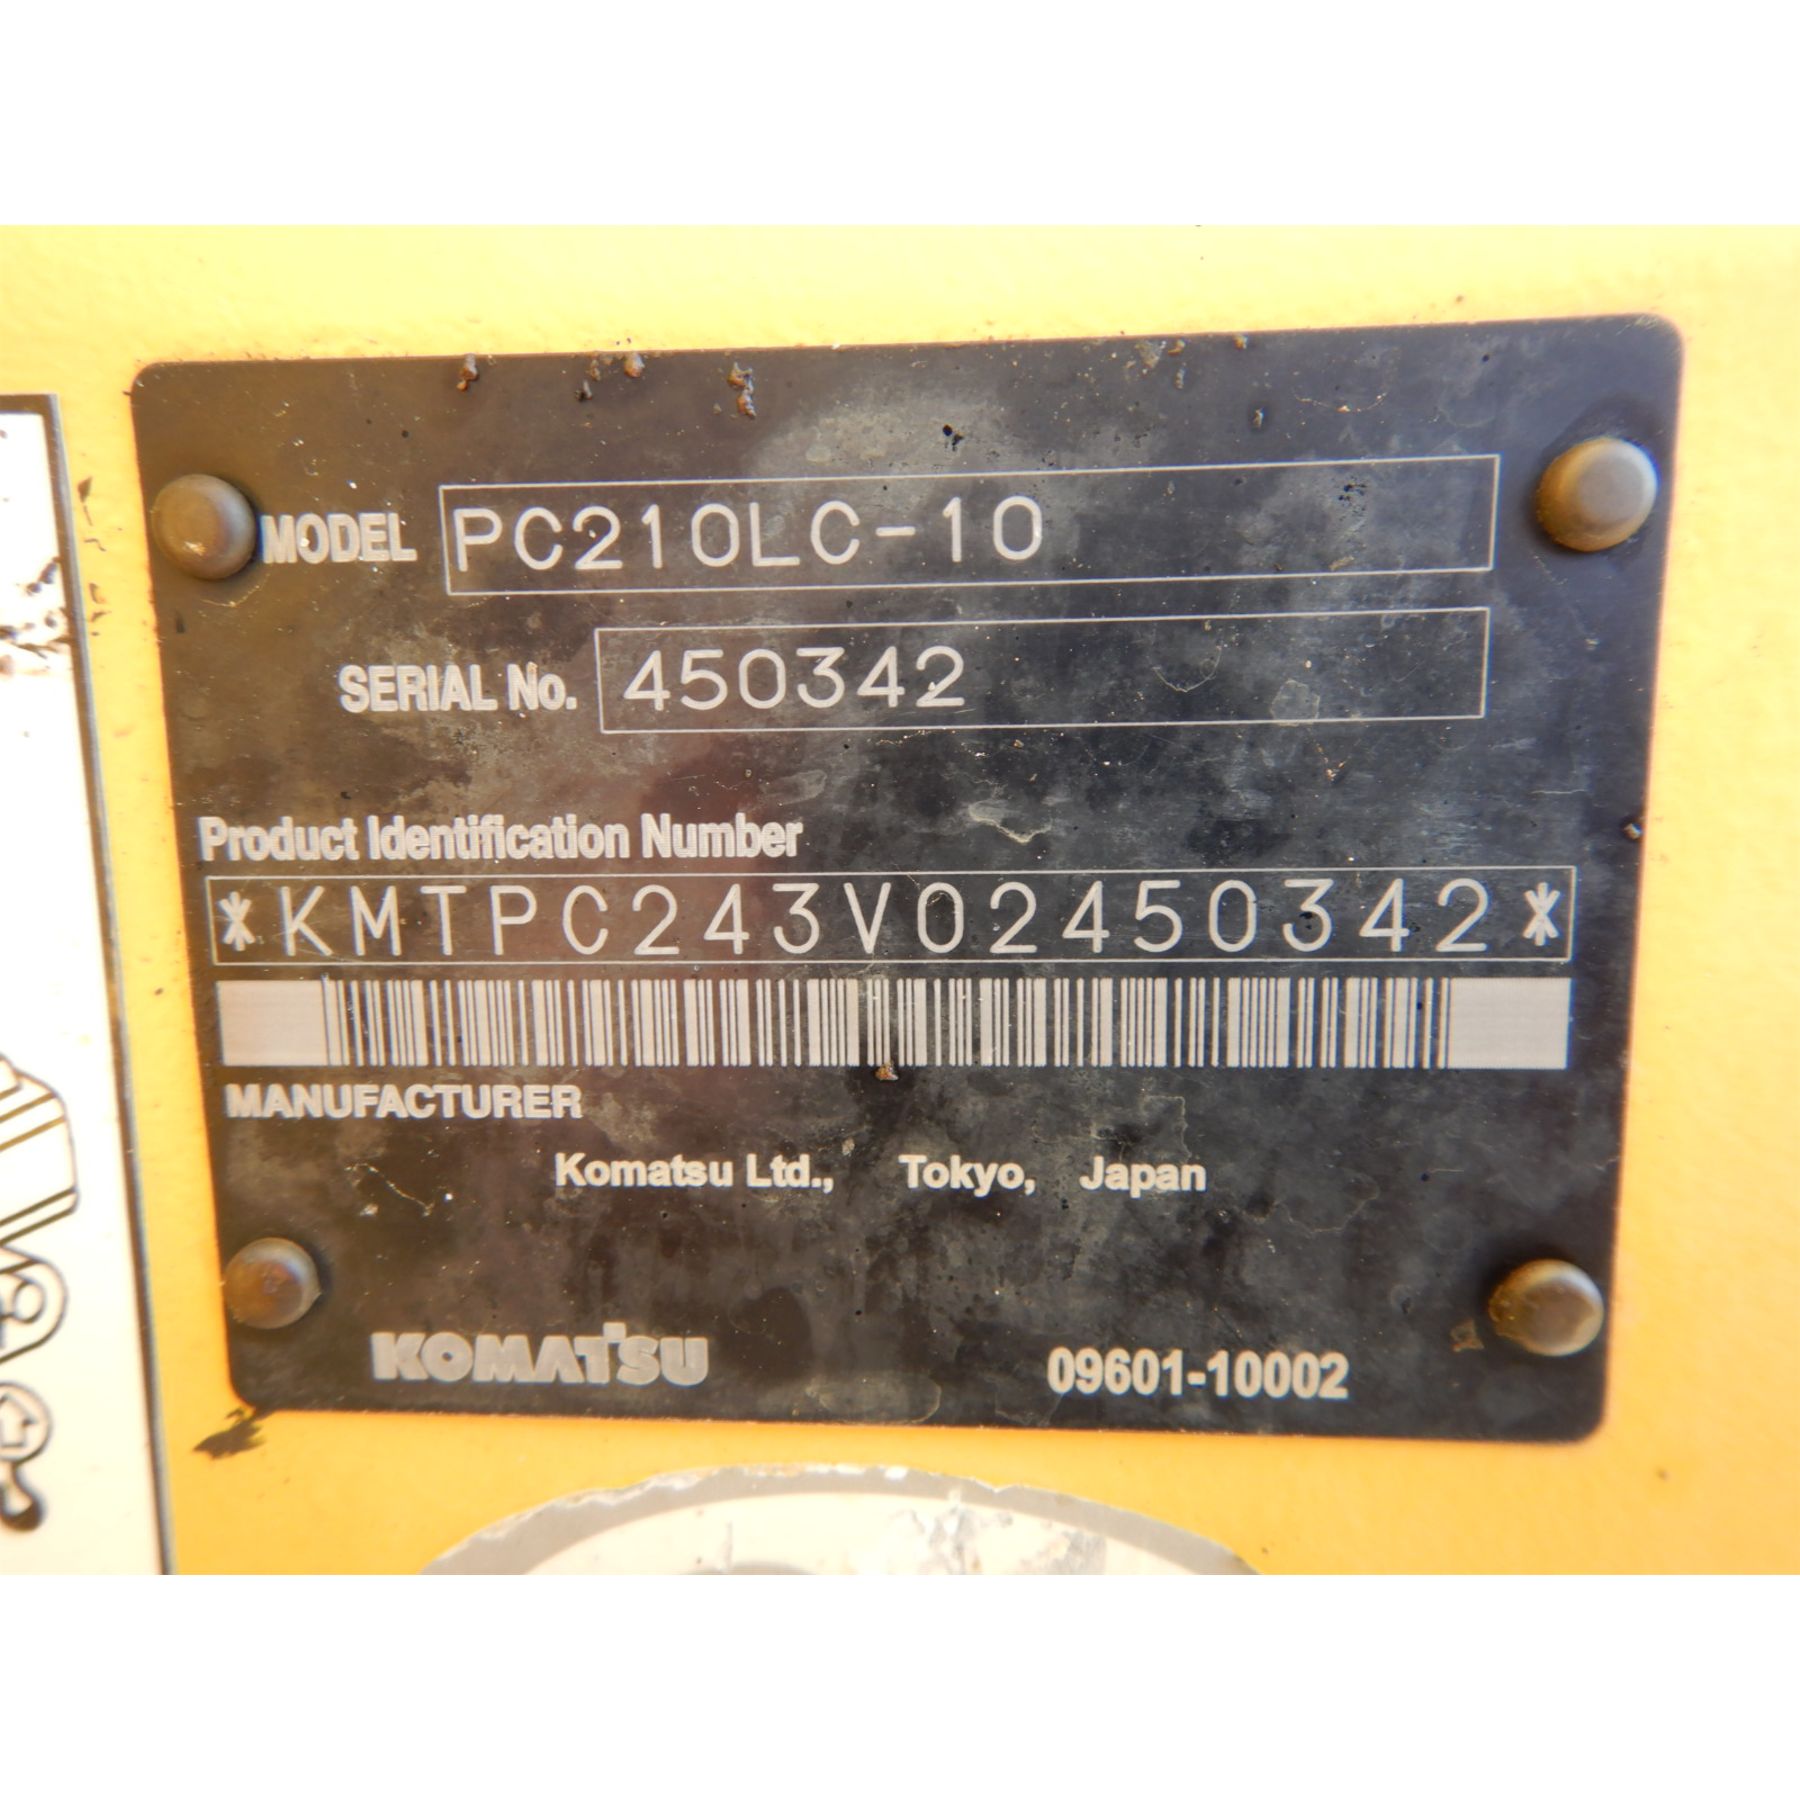 MODEL PC210LC-10
SERIAL No. 450342
Product Identification Number
*KMTPC243V02450342*
MANUFACTURER
Komatsu Ltd., Tokyo, Japan
KOMATSU 09601-10002